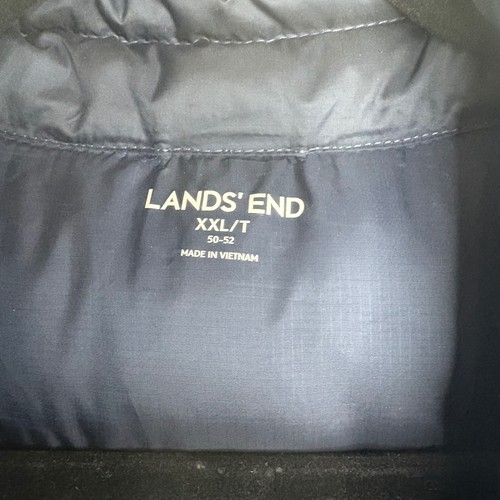 LANDS' END
XXL/T
50-52
MADE IN VIETNAM